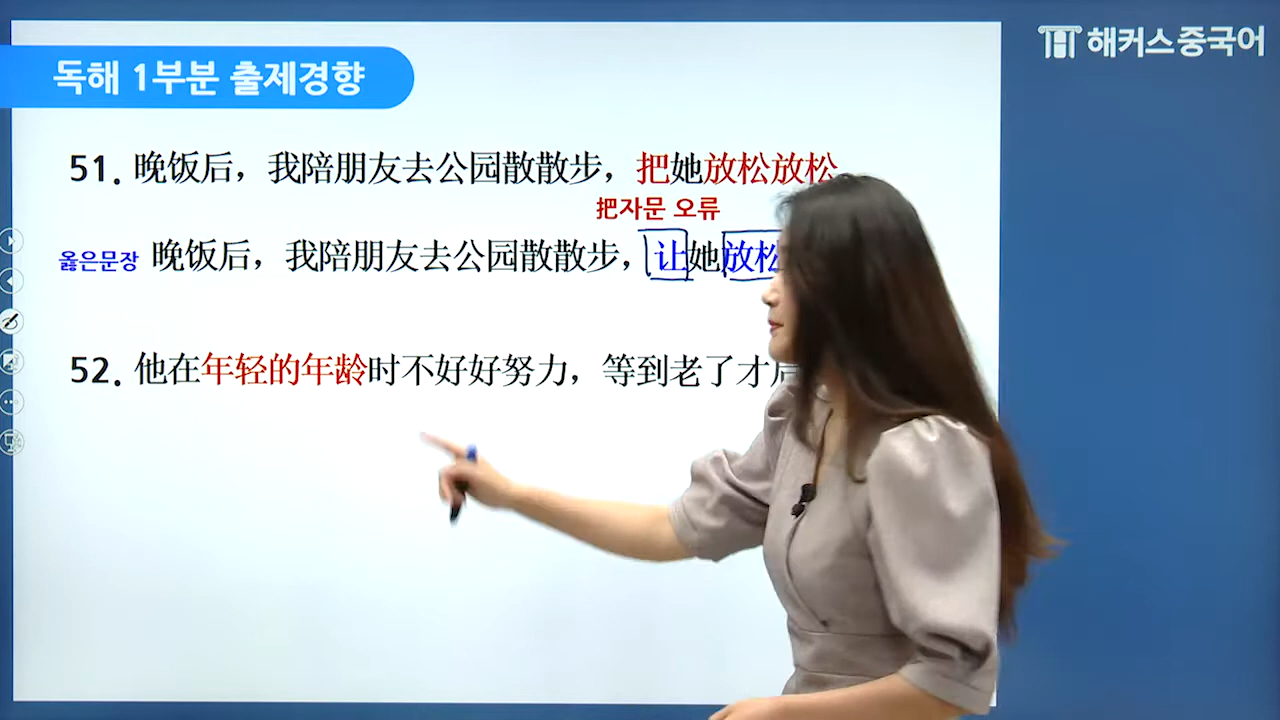 해커스중국어
독해 1부분 출제경향
51. 晚饭后，我陪朋友去公园散散步，把她放松放松
把자문 오류
옳은문장 晚饭后，我陪朋友去公园散散步，让她放松
52. 他在年轻的年龄时不好好努力，等到老了才后